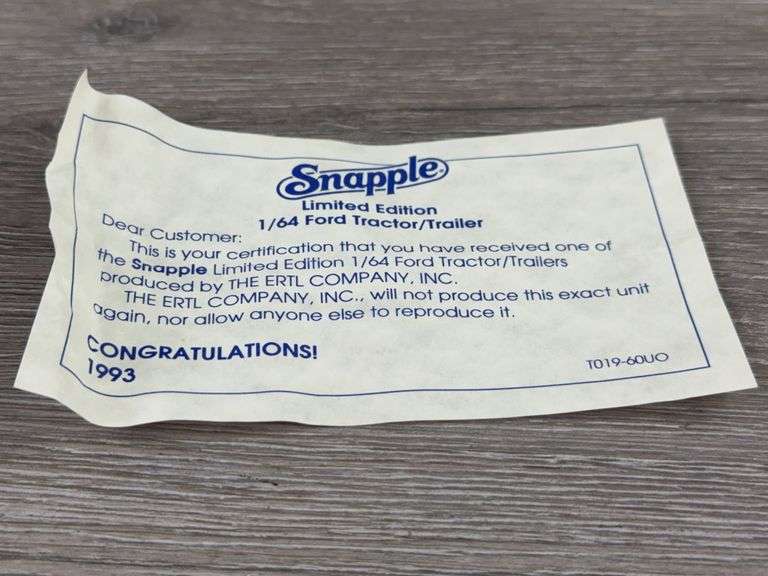 Snapple
Limited Edition
1/64 Ford Tractor/Trailer
Dear Customer:
This is your certification that you have received one of
the Snapple Limited Edition 1/64 Ford Tractor/Trailers
produced by THE ERTL COMPANY, INC.
THE ERTL COMPANY, INC., will not produce this exact unit
again, nor allow anyone else to reproduce it.
CONGRATULATIONS!
1993
T019-60UO